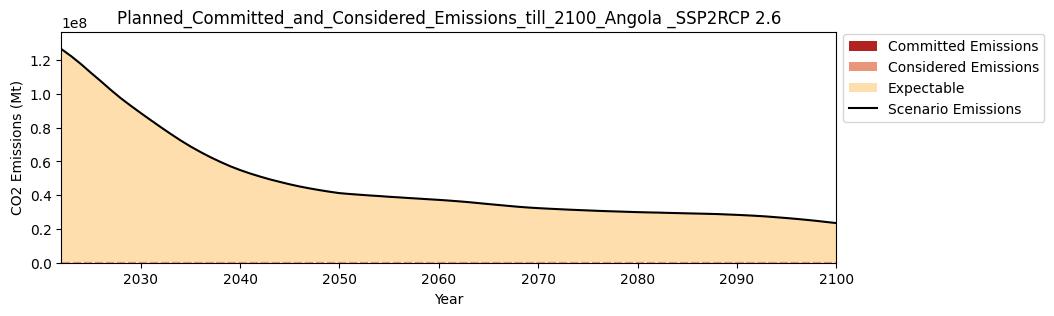 Planned_Committed_and_Considered_Emissions_till_2100_Angola _SSP2RCP 2.6
1e8
1.2
1.0
0.8
0.6
0.4
0.2
0.0
CO2 Emissions (Mt)
2030 2040 2050 2060 2070 2080 2090 2100
Year
Committed Emissions
Considered Emissions
Expectable
Scenario Emissions